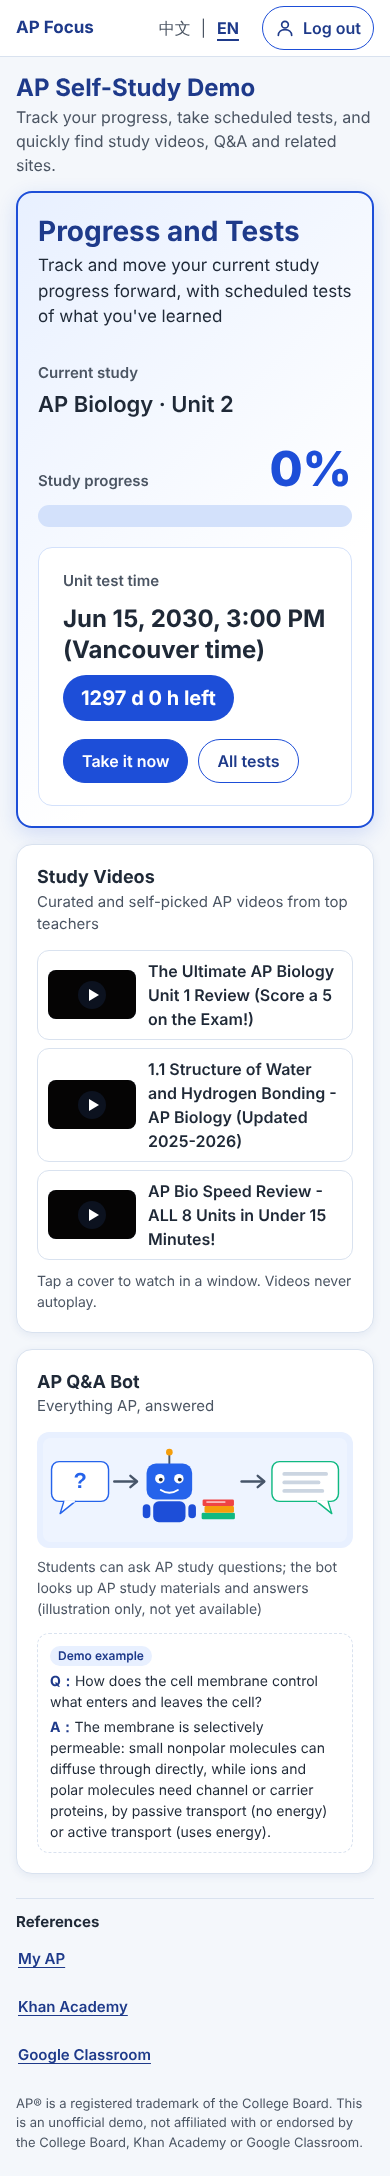 AP Focus
中文 | EN
Log out
AP Self-Study Demo
Track your progress, take scheduled tests, and
quickly find study videos, Q&A and related
sites.
Progress and Tests
Track and move your current study
progress forward, with scheduled tests
of what you've learned
Current study
AP Biology · Unit 2
Study progress
0%
Unit test time
Jun 15, 2030, 3:00 PM
(Vancouver time)
1297 d 0 h left
Take it now
All tests
Study Videos
Curated and self-picked AP videos from top
teachers
The Ultimate AP Biology
Unit 1 Review (Score a 5
on the Exam!)
1.1 Structure of Water
and Hydrogen Bonding -
AP Biology (Updated
2025-2026)
AP Bio Speed Review -
ALL 8 Units in Under 15
Minutes!
Tap a cover to watch in a window. Videos never
autoplay.
AP Q&A Bot
Everything AP, answered
?
Students can ask AP study questions; the bot
looks up AP study materials and answers
(illustration only, not yet available)
Demo example
Q：How does the cell membrane control
what enters and leaves the cell?
A：The membrane is selectively
permeable: small nonpolar molecules can
diffuse through directly, while ions and
polar molecules need channel or carrier
proteins, by passive transport (no energy)
or active transport (uses energy).
References
My AP
Khan Academy
Google Classroom
AP® is a registered trademark of the College Board. This
is an unofficial demo, not affiliated with or endorsed by
the College Board, Khan Academy or Google Classroom.